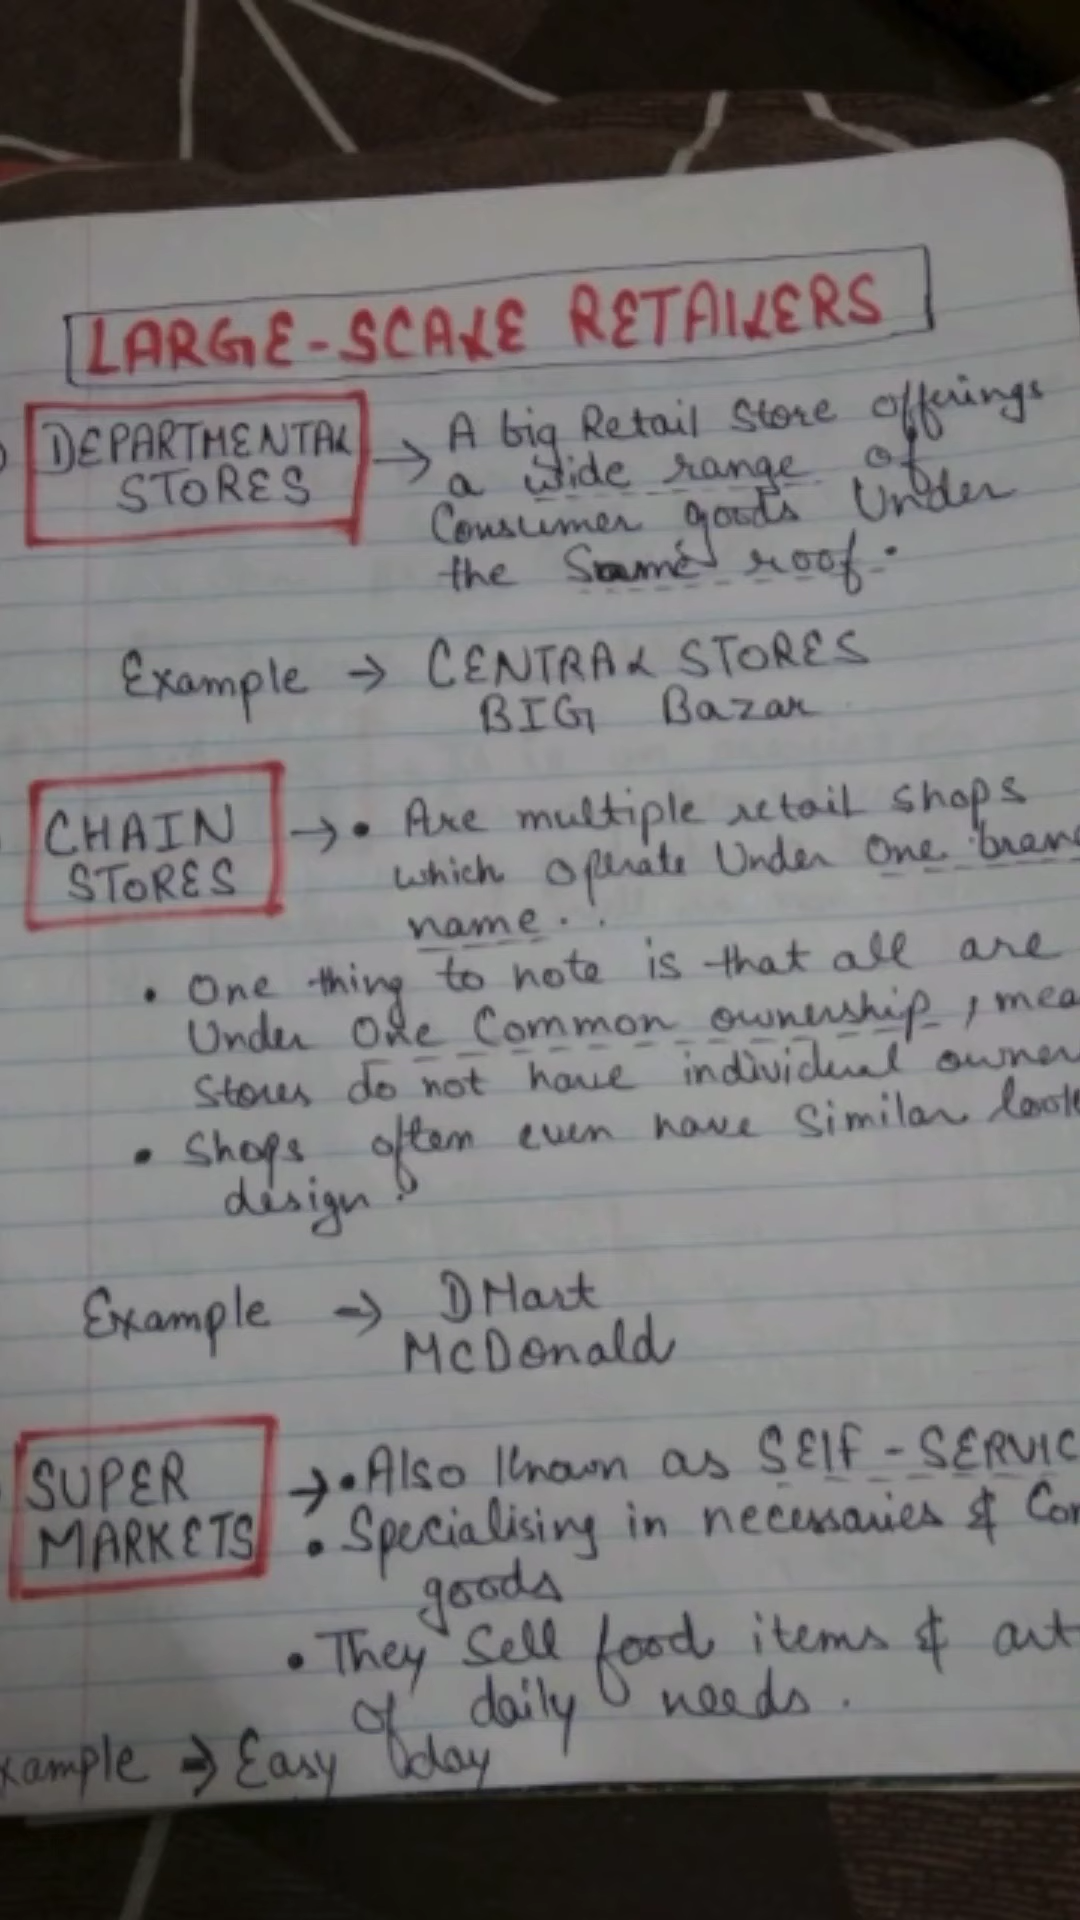 LARGE-SCALE RETAILERS
DEPARTMENTAL
STORES
→ A big Retail Store offerings
a wide range of
Consumer goods Under
the Same roof.
Example → CENTRAL STORES
BIG Bazar
CHAIN
STORES
→ • Are multiple retail shops
which operate Under One bran
name.
• One thing to note is that all are
Under One Common ownership, mea
Stores do not have individual owner
• Shops often even have Similar look
design.
Example → DMart
McDonald
SUPER
MARKETS
→ • Also Known as SElF-SERVIC
• Specialising in necessaries & Con
goods
• They Sell food items & art
of daily needs.
xample → Easy day